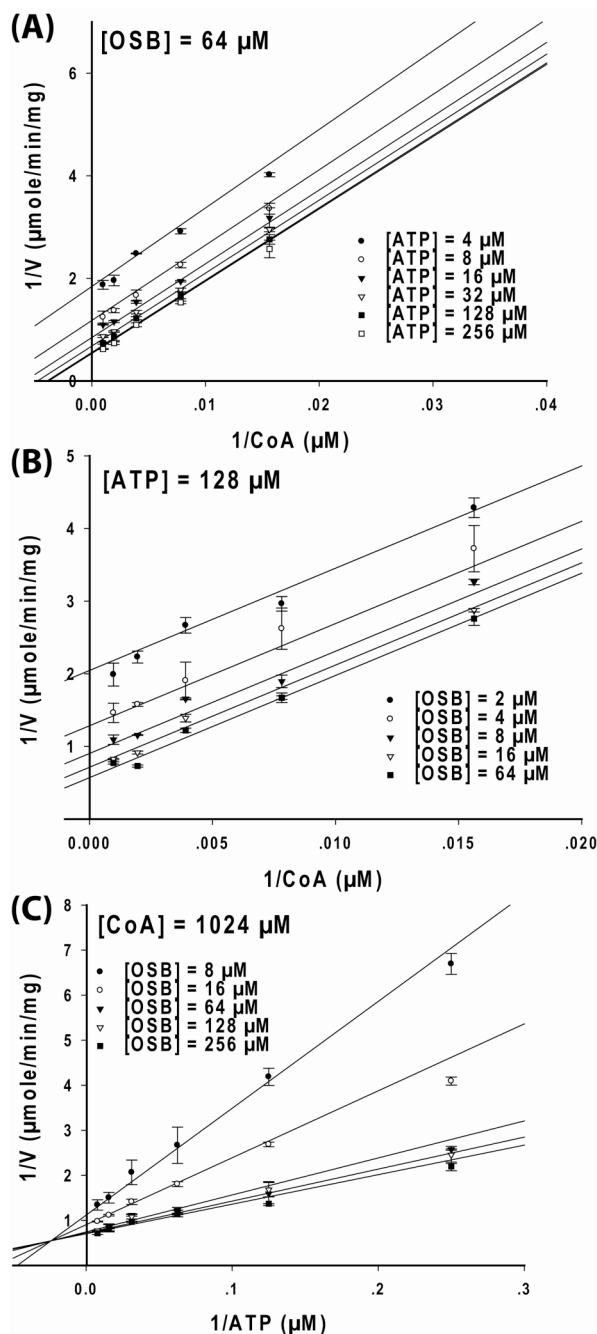 (A)
[OSB] = 64 µM
1/V (µmole/min/mg)
6
4
2
0
[ATP] = 4 µM
[ATP] = 8 µM
[ATP] = 16 µM
[ATP] = 32 µM
[ATP] = 128 µM
[ATP] = 256 µM
0.00 .01 .02 .03 .04
1/CoA (µM)
(B)
[ATP] = 128 µM
1/V (µmole/min/mg)
5
4
3
2
1
[OSB] = 2 µM
[OSB] = 4 µM
[OSB] = 8 µM
[OSB] = 16 µM
[OSB] = 64 µM
0.000 .005 .010 .015 .020
1/CoA (µM)
(C)
[CoA] = 1024 µM
1/V (µmole/min/mg)
8
7
6
5
4
3
2
1
[OSB] = 8 µM
[OSB] = 16 µM
[OSB] = 64 µM
[OSB] = 128 µM
[OSB] = 256 µM
0.0 .1 .2 .3
1/ATP (µM)